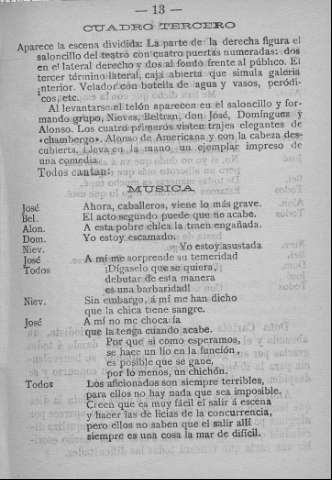 — 13 —
CUADRO TERCERO
Aparece la escena dividida: La parte de la derecha figura el
saloncillo del teatro con cuatro puertas numeradas: dos
en el lateral derecho y dos al fondo frente al público. El
tercer término lateral, caja abierta que simula galería
interior. Velador con botella de agua y vasos, periódi-
cos, etc.
Al levantarse el telón aparecen en el saloncillo y for-
mando grupo, Nieves, Beltran, don José, Domínguez y
Alonso. Los cuatro primeros visten trajes elegantes de
«chambergo». Alonso de Americana y con la cabeza des-
cubierta. Lleva en la mano un ejemplar impreso de
una comedia.
Todos cantan:
MUSICA
José Ahora, caballeros, viene lo más grave.
Bel. El acto segundo puede que no acabe.
Alon. A esta pobre chica la traen engañada.
Dom. Yo estoy escamado.
Niev. Yo estoy asustada
José A mí me sorprende su temeridad
Todos ¡Dígaselo que se quiera,
debutar de esta manera
es una barbaridad!
Niev. Sin embargo, á mí me han dicho
que la chica tiene sangre.
José A mí no me chocaría
que la tenga cuando acabe.
Por que si como esperamos,
se hace un lío en la función,
es posible que se gane,
por lo menos, un chichón.
Todos Los aficionados son siempre terribles,
para ellos no hay nada que sea imposible.
Creen que es muy fácil el salir á escena
y hacer las de licias de la concurrencia,
pero ellos no saben que el salir allí
siempre es una cosa la mar de difícil.